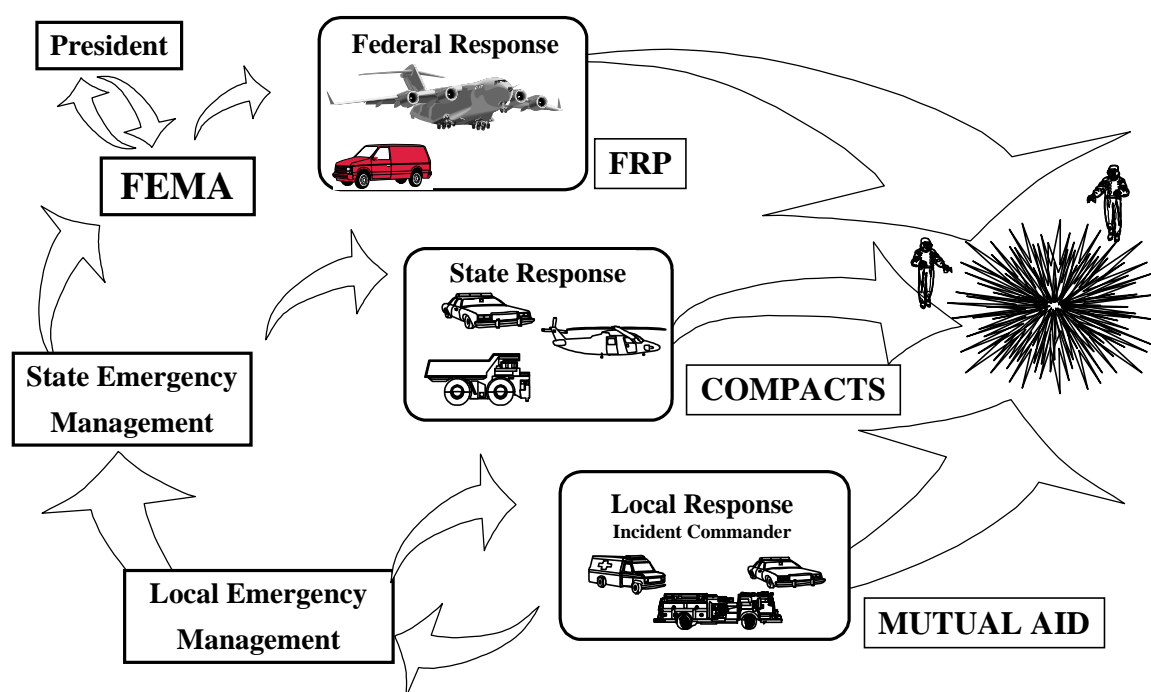 President
Federal Response
FEMA
FRP
State Response
State Emergency
Management
COMPACTS
Local Response
Incident Commander
Local Emergency
Management
MUTUAL AID